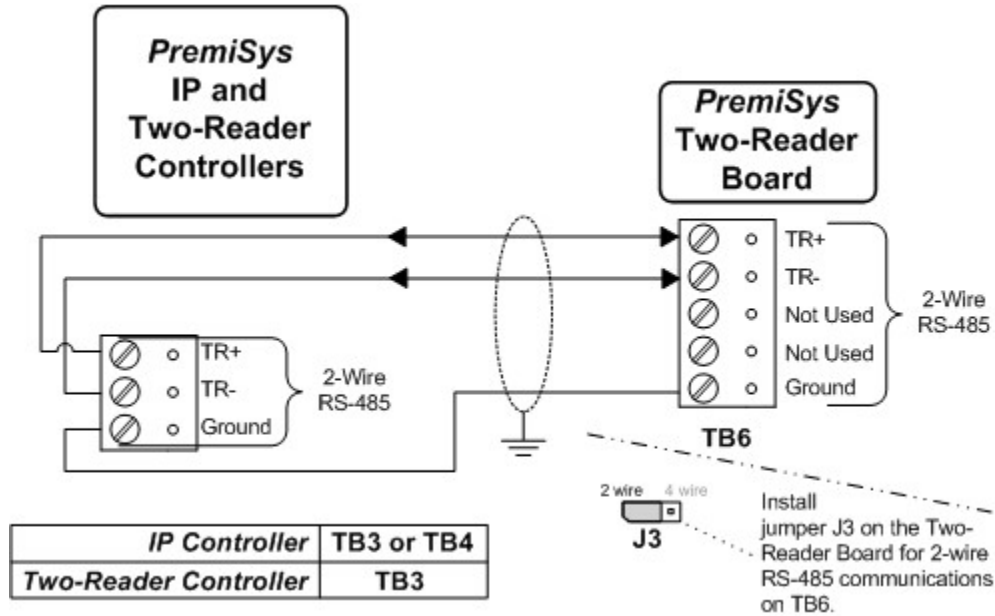 PremiSys
IP and
Two-Reader
Controllers
PremiSys
Two-Reader
Board
TR+
TR-
Not Used
Not Used
Ground
2-Wire
RS-485
TB6
TR+
TR-
Ground
2-Wire
RS-485
2 wire 4 wire
J3
Install
jumper J3 on the Two-
Reader Board for 2-wire
RS-485 communications
on TB6.
IP Controller TB3 or TB4
Two-Reader Controller TB3